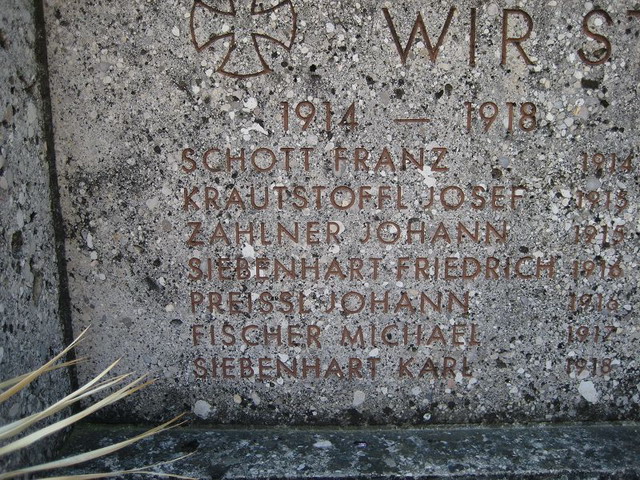 WIR ST
1914 — 1918
SCHOTT FRANZ 1914
KRAUTSTOFFL JOSEF 1915
ZAHLNER JOHANN 1915
SIEBENHART FRIEDRICH 1916
PREISSL JOHANN 1916
FISCHER MICHAEL 1917
SIEBENHART KARL 1918